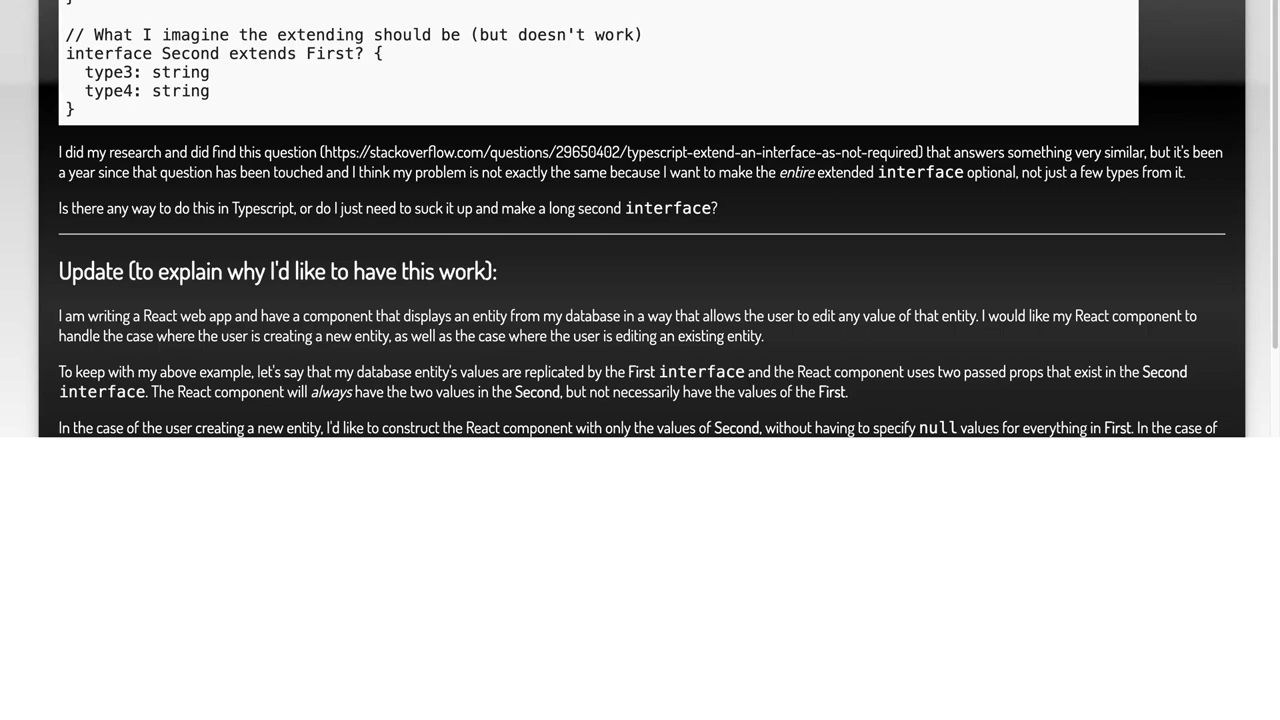 }
// What I imagine the extending should be (but doesn't work)
interface Second extends First? {
  type3: string
  type4: string
}
I did my research and did find this question (https://stackoverflow.com/questions/29650402/typescript-extend-an-interface-as-not-required) that answers something very similar, but it's been
a year since that question has been touched and I think my problem is not exactly the same because I want to make the entire extended interface optional, not just a few types from it.
Is there any way to do this in Typescript, or do I just need to suck it up and make a long second interface?
Update (to explain why I'd like to have this work):
I am writing a React web app and have a component that displays an entity from my database in a way that allows the user to edit any value of that entity. I would like my React component to
handle the case where the user is creating a new entity, as well as the case where the user is editing an existing entity.
To keep with my above example, let's say that my database entity's values are replicated by the First interface and the React component uses two passed props that exist in the Second
interface. The React component will always have the two values in the Second, but not necessarily have the values of the First.
In the case of the user creating a new entity, I'd like to construct the React component with only the values of Second, without having to specify null values for everything in First. In the case of